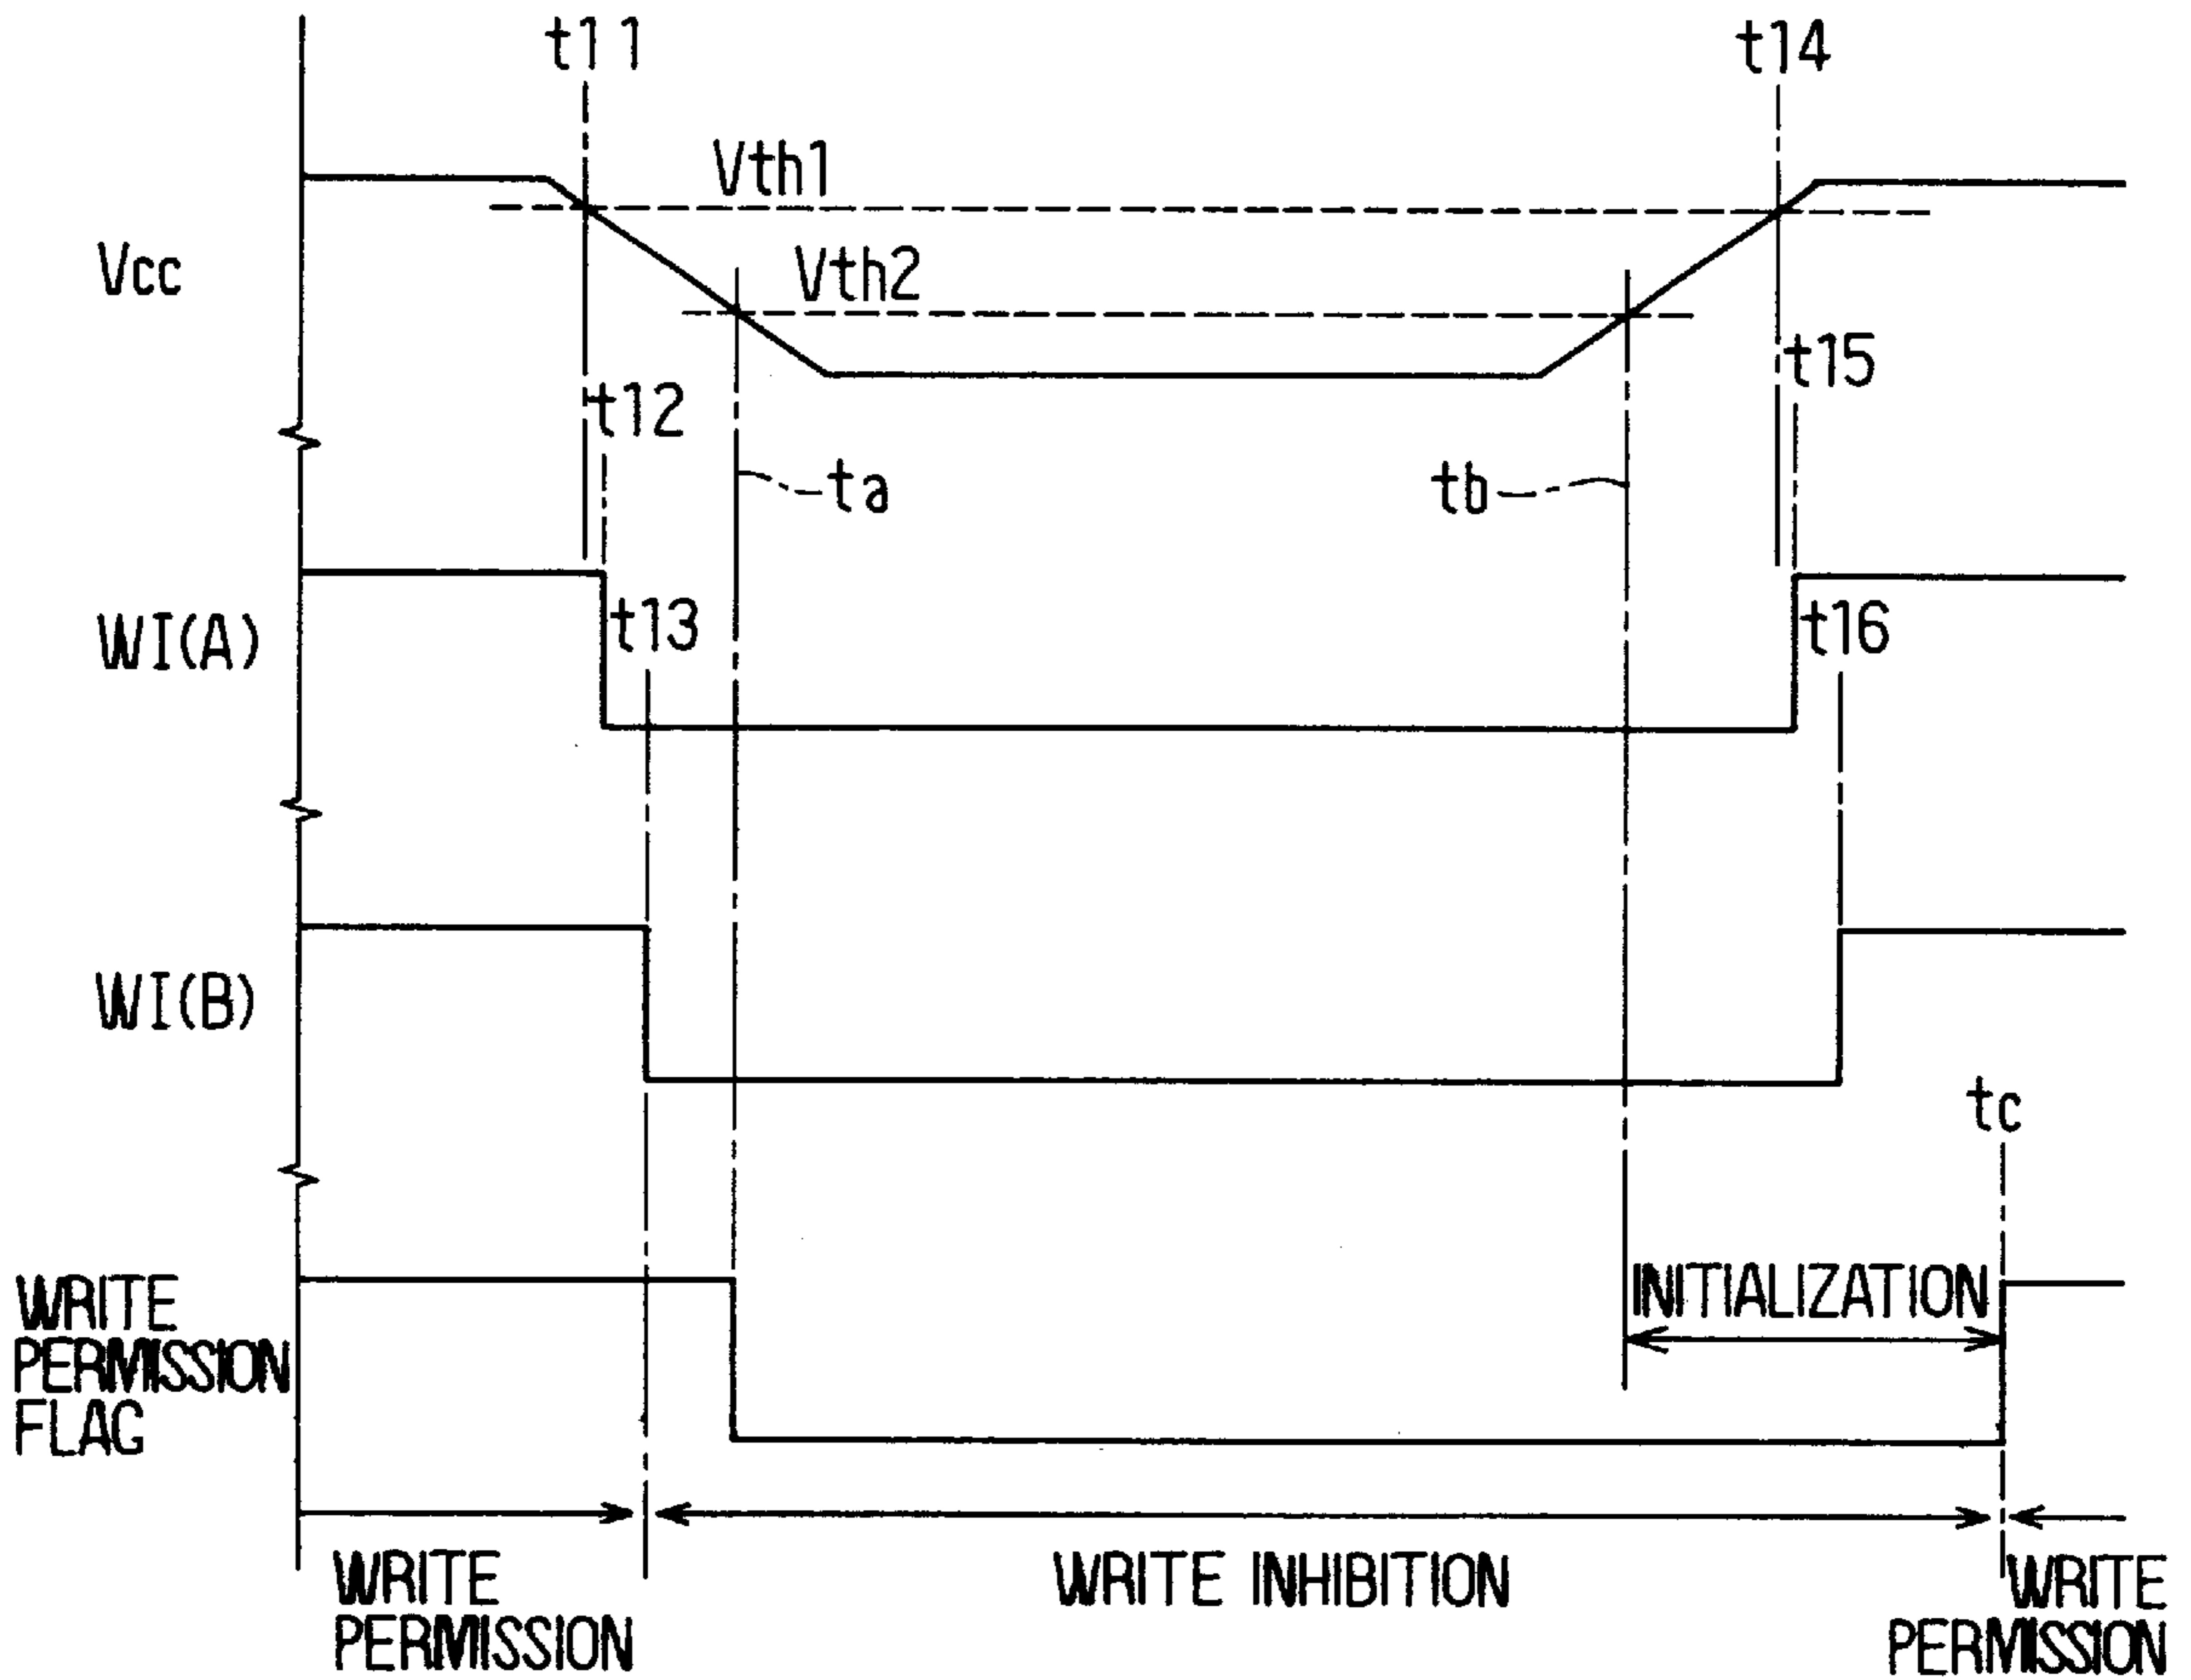 t11
t14
Vth1
Vcc
Vth2
t15
t12
ta
tb
WI(A)
t13
t16
WI(B)
tc
WRITE
PERMISSION
FLAG
INITIALIZATION
WRITE
PERMISSION
WRITE INHIBITION
WRITE
PERMISSION